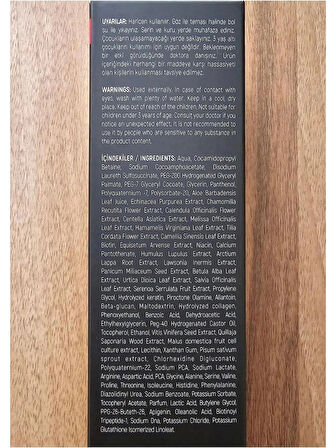 UYARILAR: Haricen kullanılır. Göz ile teması halinde bol
su ile yıkayınız. Serin ve kuru yerde muhafaza ediniz.
Çocukların ulaşamayacağı yerde saklayınız. 3 yaş altı
çocukların kullanımı için uygun değildir. Beklenmeyen
bir etki görüldüğünde doktora danışınız. Ürün
içeriğindeki herhangi bir maddeye karşı hassasiyeti
olan kişilerin kullanması tavsiye edilmez.
WARNINGS: Used externally. In case of contact with
eyes, wash with plenty of water. Keep in a cool dry
place. Keep out of reach of the children. Not suitable for
children under 3 years of age. Consult your doctor if you
notice an unexpected effect. It is not recommended to
use it by people who are sensitive to any substance in
the product content.
İÇİNDEKİLER / INGREDIENTS: Aqua, Cocamidopropyl
Betaine, Sodium Cocoamphoacetate, Disodium
Laureth Sulfosuccinate, PEG-200 Hydrogenated Glyceryl
Palmate, PEG-7 Glyceryl Cocoate, Glycerin, Panthenol,
Polyquaternium -7, Polysorbate-20, Aloe Barbadensis
Leaf Juice, Echinacea Purpurea Extract, Chamomilla
Recutita Flower Extract, Calendula Officinalis Flower
Extract, Centella Asiatica Extract, Melissa Officinalis
Leaf Extract, Hamamelis Virginiana Leaf Extract, Tilia
Cordata Flower Extract, Camellia Sinensis Leaf Extract,
Biotin, Equisetum Arvense Extract, Niacin, Calcium
Pantothenate, Humulus Lupulus Extract, Arctium
Lappa Root Extract, Lawsonia Inermis Extract,
Panicum Miliaceum Seed Extract, Betula Alba Leaf
Extract, Urtica Dioica Leaf Extract, Salvia Officinalis
Leaf Extract, Serenoa Serrulata Fruit Extract, Propylene
Glycol, Hydrolyzed keratin, Piroctone Olamine, Allantoin,
Beta-glucan, Maltodextrin, Hydrolyzed collagen,
Phenoxyethanol, Benzoic Acid, Dehydroacetic Acid,
Ethylhexylglycerin, Peg-40 Hydrogenated Castor Oil,
Tocopherol, Ethanol, Vitis Vinifera Seed Extract, Quillaja
Saponaria Wood Extract, Malus domestica fruit cell
culture extract, Lecithin, Xanthan Gum, Pisum sativum
sprout extract, Chlorhexidine Digluconate,
Polyquaternium-22, Sodium PCA, Sodium Lactate,
Arginine, Aspartic Acid, PCA, Glycine, Alanine, Serine, Valine,
Proline, Threonine, Isoleucine, Histidine, Phenylalanine,
Diazolidinyl Urea, Sodium Benzoate, Potassium Sorbate,
Tocopheryl Acetate, Parfum, Lactic Acid, Butylene Glycol,
PPG-26-Buteth-26, Apigenin, Oleanolic Acid, Biotinoyl
Tripeptide-1, Sodium Dna, Potassium Chloride, Potassium
Glutathione Isomerized Linoleat.